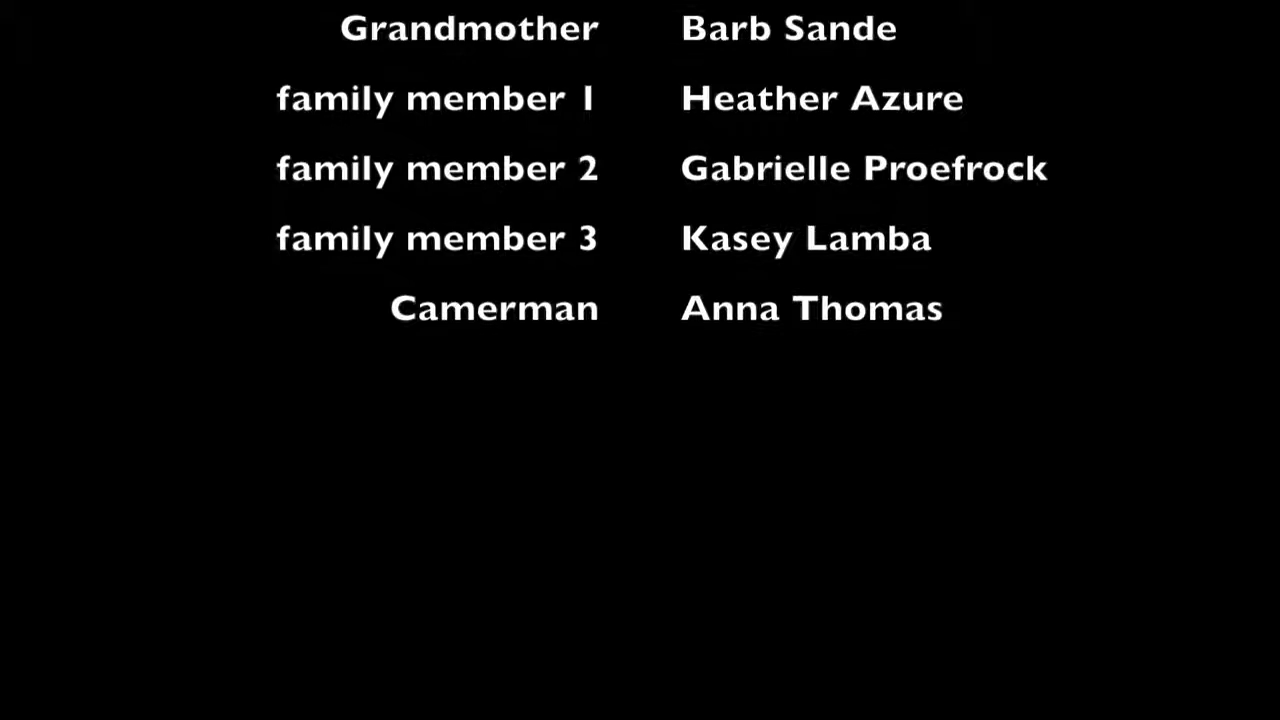 Grandmother Barb Sande
family member 1 Heather Azure
family member 2 Gabrielle Proefrock
family member 3 Kasey Lamba
Camerman Anna Thomas